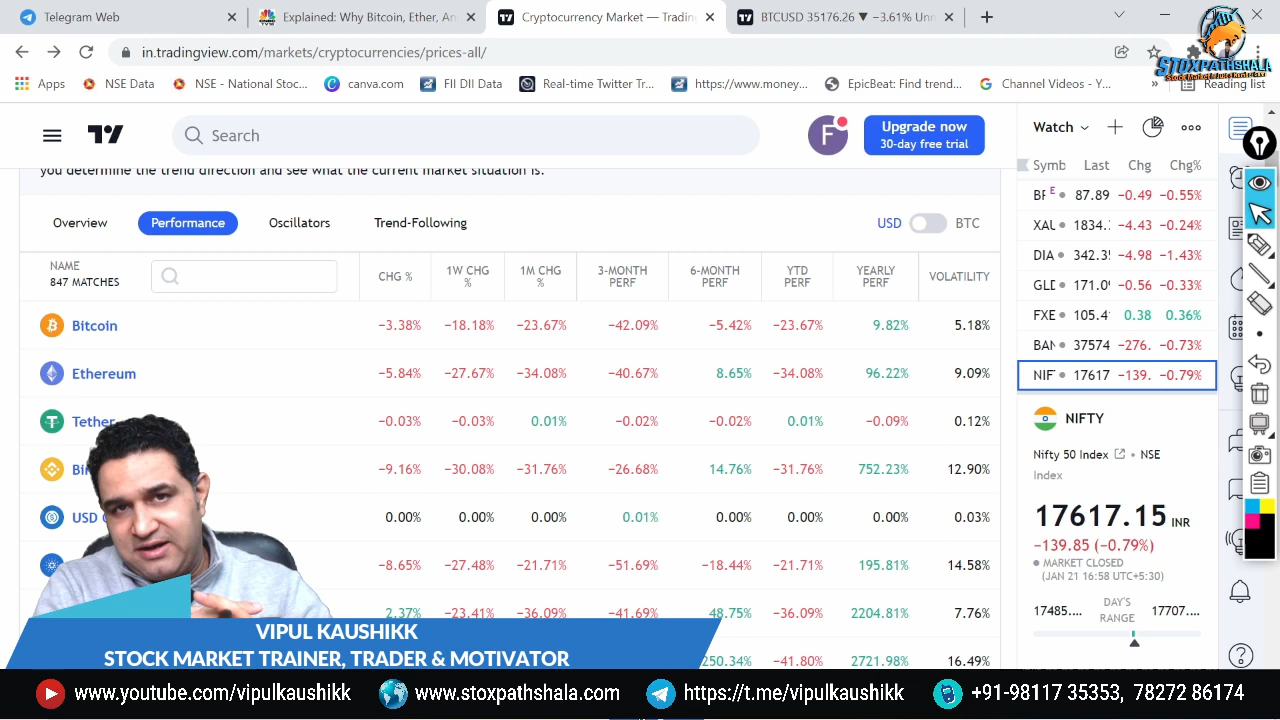 Telegram Web
Explained: Why Bitcoin, Ether, An
Cryptocurrency Market — Tradin
BTCUSD 35176.26 ▼ −3.61% Unn
in.tradingview.com/markets/cryptocurrencies/prices-all/
STOXPATHSHALA
Apps
NSE Data
NSE - National Stoc...
canva.com
FII DII Data
Real-time Twitter Tr...
https://www.money...
EpicBeat: Find trend...
Channel Videos - Y...
»
Reading list
Search
F
Upgrade now
30-day free trial
you determine the trend direction and see what the current market situation is.
Overview
Performance
Oscillators
Trend-Following
USD
BTC
NAME
847 MATCHES
CHG %
1W CHG %
1M CHG %
3-MONTH PERF
6-MONTH PERF
YTD PERF
YEARLY PERF
VOLATILITY
Bitcoin −3.38% −18.18% −23.67% −42.09% −5.42% −23.67% 9.82% 5.18%
Ethereum −5.84% −27.67% −34.08% −40.67% 8.65% −34.08% 96.22% 9.09%
Tether −0.03% −0.03% 0.01% −0.02% −0.02% 0.01% −0.09% 0.12%
Bi −9.16% −30.08% −31.76% −26.68% 14.76% −31.76% 752.23% 12.90%
USD 0.00% 0.00% 0.00% 0.01% 0.00% 0.00% 0.00% 0.03%
−8.65% −27.48% −21.71% −51.69% −18.44% −21.71% 195.81% 14.58%
2.37% −23.41% −36.09% −41.69% 48.75% −36.09% 2204.81% 7.76%
250.34% −41.80% 2721.98% 16.49%
Watch
Symb Last Chg Chg%
BF E 87.89 −0.49 −0.55%
XAU 1834. −4.43 −0.24%
DIA 342.3 −4.98 −1.43%
GLD 171.0 −0.56 −0.33%
FXE 105.4 0.38 0.36%
BAN 37574 −276. −0.73%
NIF 17617 −139. −0.79%
NIFTY
Nifty 50 Index • NSE
Index
17617.15 INR
−139.85 (−0.79%)
MARKET CLOSED
(JAN 21 16:58 UTC+5:30)
17485....
DAY'S RANGE
17707....
VIPUL KAUSHIKK
STOCK MARKET TRAINER, TRADER & MOTIVATOR
www.youtube.com/vipulkaushikk
www.stoxpathshala.com
https://t.me/vipulkaushikk
+91-98117 35353, 78272 86174